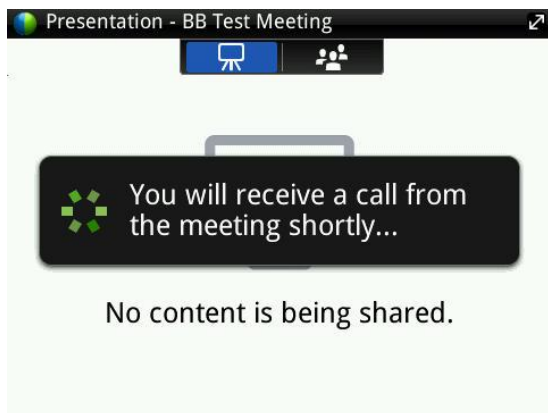 Presentation - BB Test Meeting
You will receive a call from
the meeting shortly...
No content is being shared.